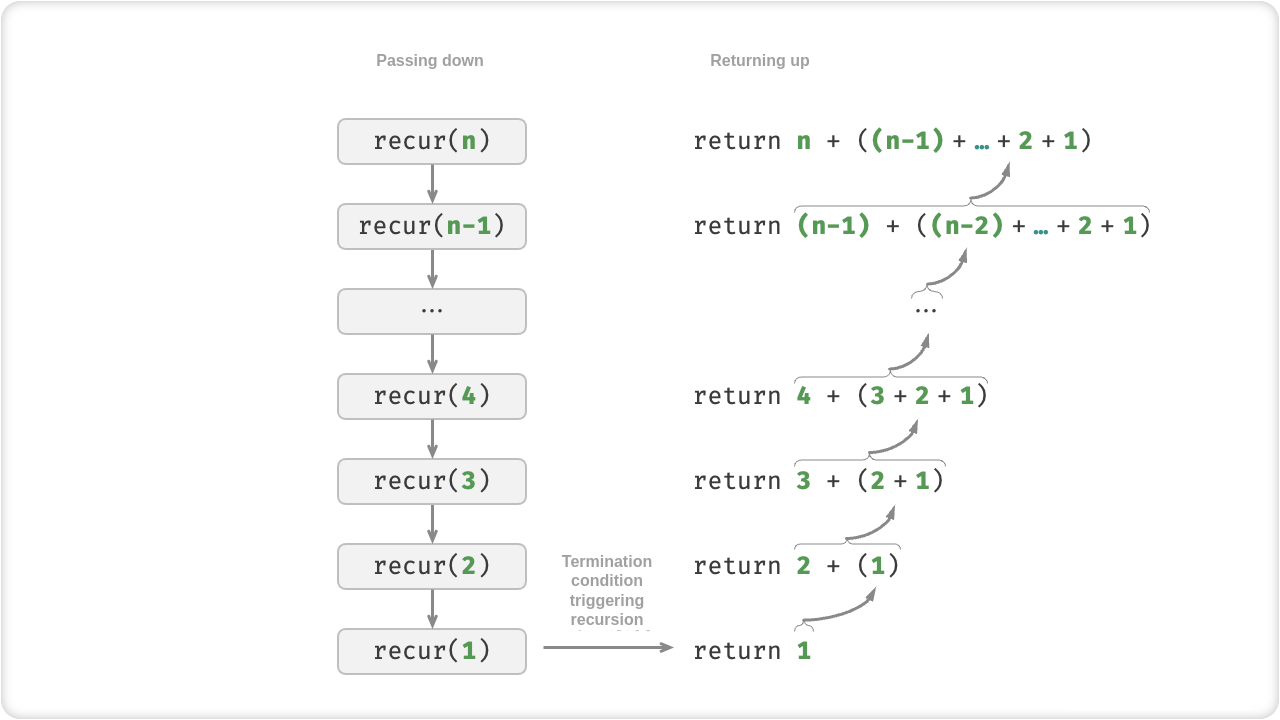 Passing down
Returning up
recur(n)
return n + ((n-1) + … + 2 + 1)
recur(n-1)
return (n-1) + ((n-2) + … + 2 + 1)
…
…
recur(4)
return 4 + (3 + 2 + 1)
recur(3)
return 3 + (2 + 1)
recur(2)
Termination
condition
triggering
recursion
return 2 + (1)
recur(1)
return 1